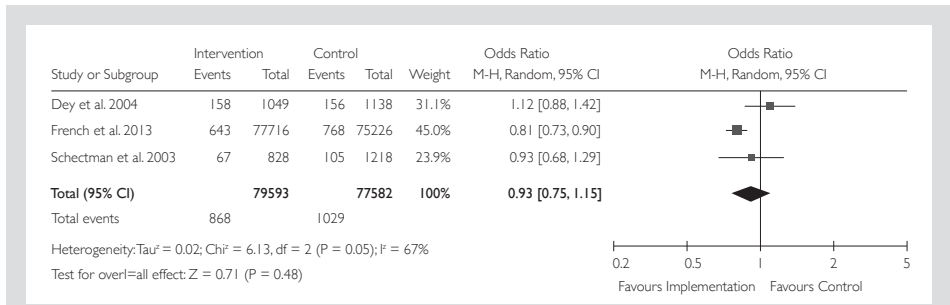 Intervention Control Odds Ratio Odds Ratio
Study or Subgroup Events Total Events Total Weight M-H, Random, 95% CI M-H, Random, 95% CI
Dey et al. 2004 158 1049 156 1138 31.1% 1.12 [0.88, 1.42]
French et al. 2013 643 77716 768 75226 45.0% 0.81 [0.73, 0.90]
Schectman et al. 2003 67 828 105 1218 23.9% 0.93 [0.68, 1.29]
Total (95% CI) 79593 77582 100% 0.93 [0.75, 1.15]
Total events 868 1029
Heterogeneity: Tau² = 0.02; Chi² = 6.13, df = 2 (P = 0.05); I² = 67%
Test for overl=all effect: Z = 0.71 (P = 0.48)
0.2 0.5 1 2 5
Favours Implementation Favours Control